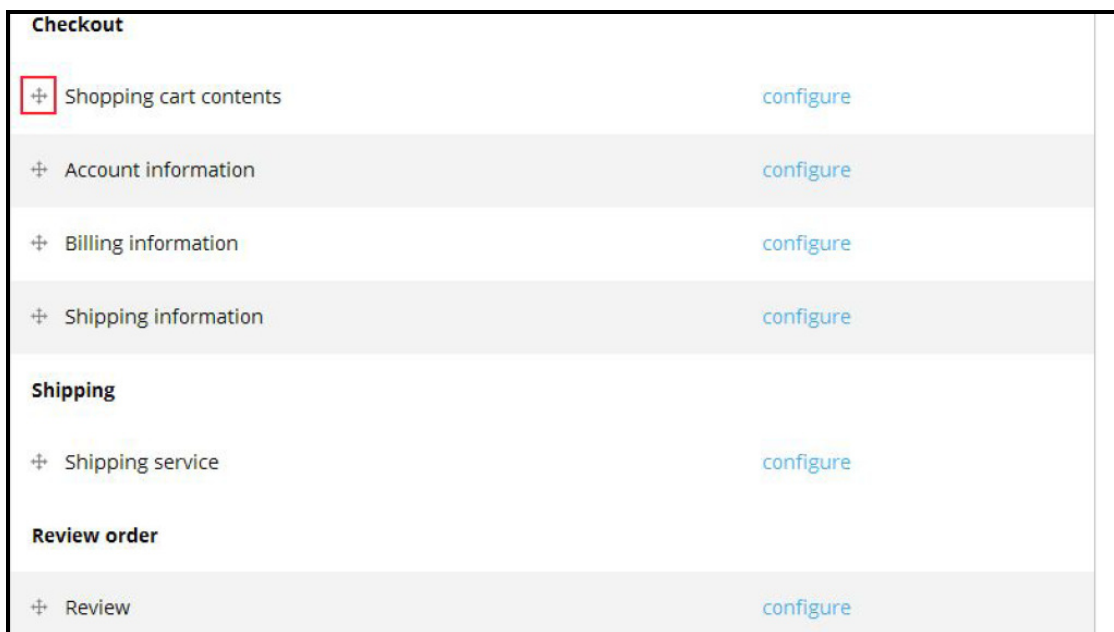 Checkout
Shopping cart contents configure
Account information configure
Billing information configure
Shipping information configure
Shipping
Shipping service configure
Review order
Review configure